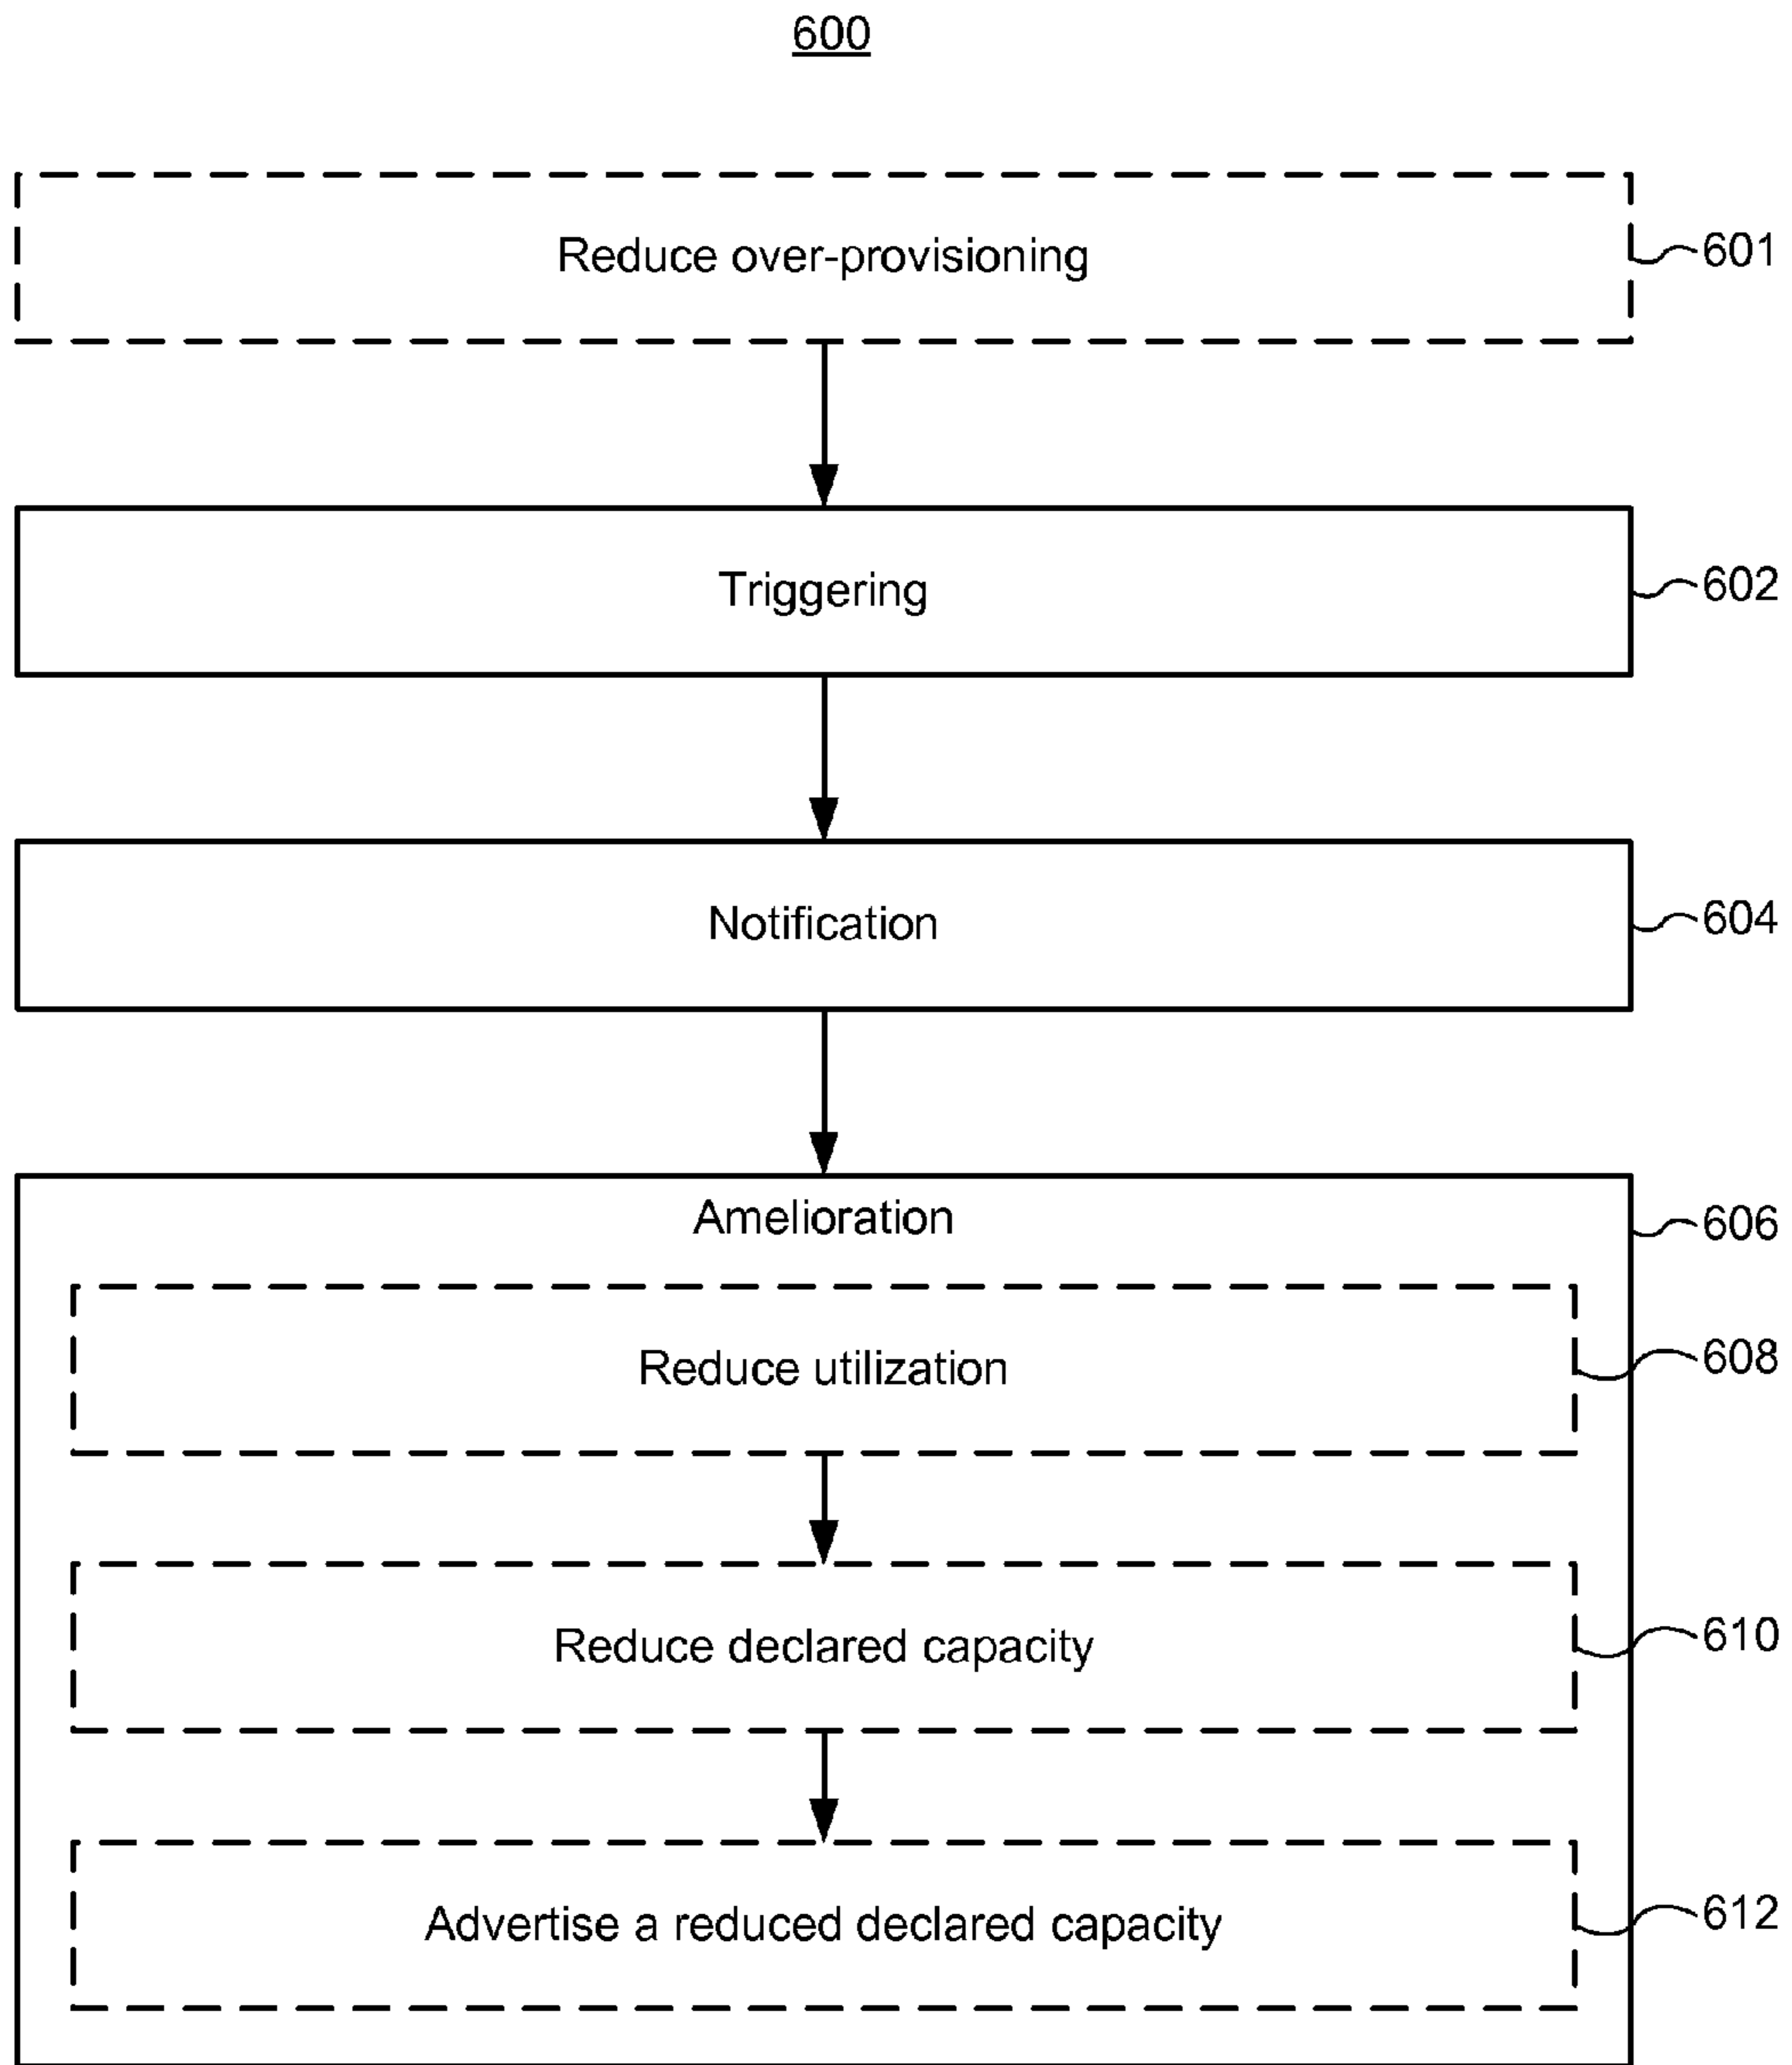 600
Reduce over-provisioning
601
Triggering
602
Notification
604
Amelioration
606
Reduce utilization
608
Reduce declared capacity
610
Advertise a reduced declared capacity
612